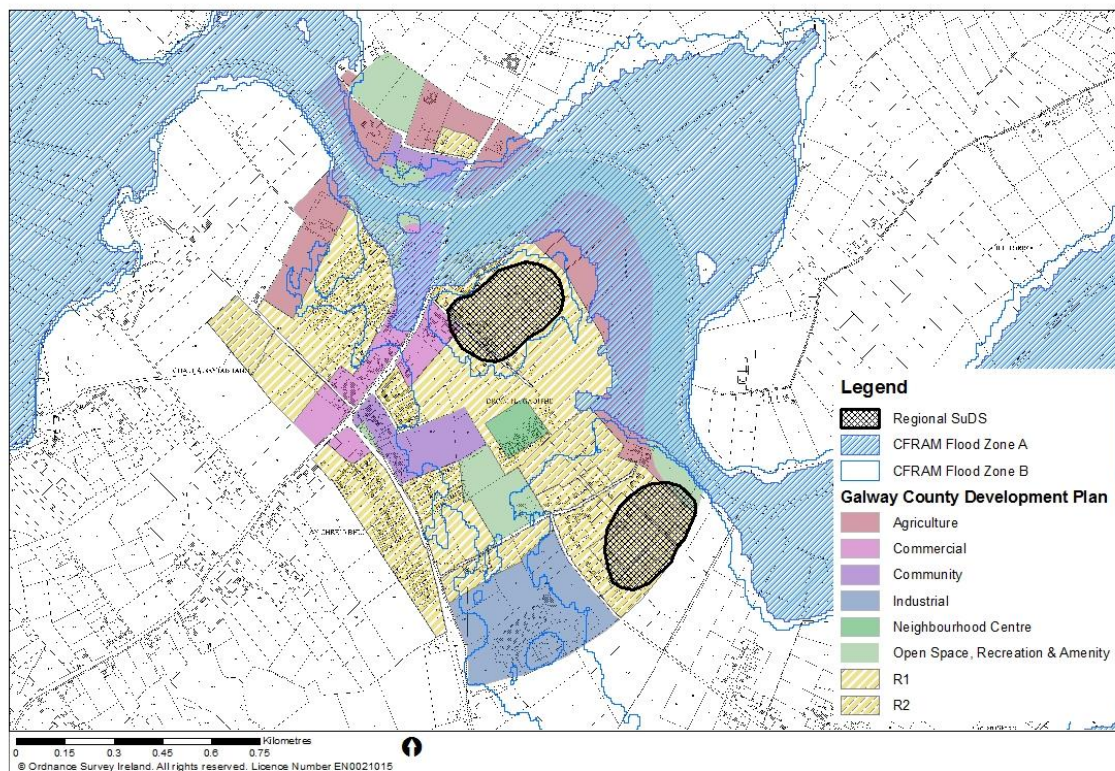 Legend
Regional SuDS
CFRAM Flood Zone A
CFRAM Flood Zone B
Galway County Development Plan
Agriculture
Commercial
Community
Industrial
Neighbourhood Centre
Open Space, Recreation & Amenity
R1
R2
Kilometres
0 0.15 0.3 0.45 0.6 0.75
© Ordnance Survey Ireland. All rights reserved. Licence Number EN0021015